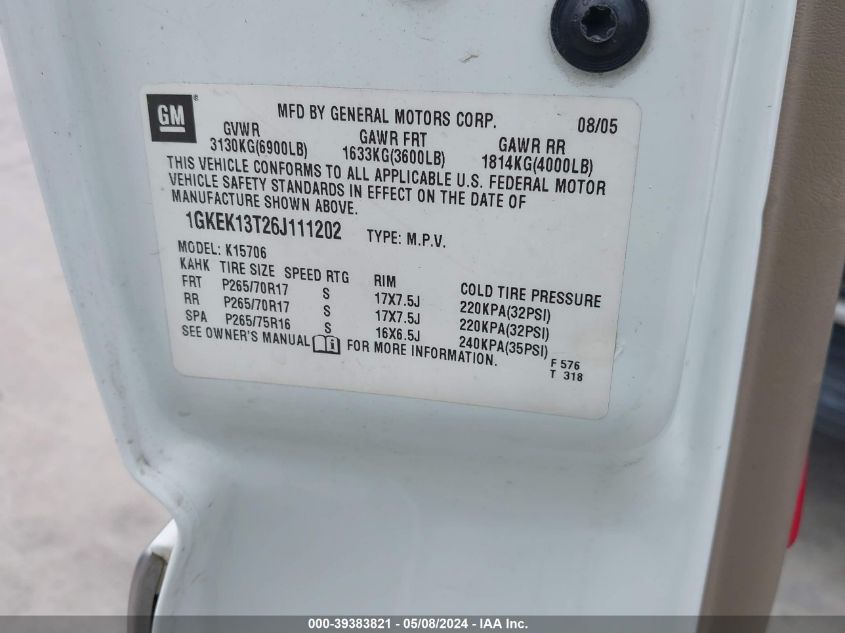 GM ® MFD BY GENERAL MOTORS CORP. 08/05
GVWR GAWR FRT GAWR RR
3130KG(6900LB) 1633KG(3600LB) 1814KG(4000LB)
THIS VEHICLE CONFORMS TO ALL APPLICABLE U.S. FEDERAL MOTOR
VEHICLE SAFETY STANDARDS IN EFFECT ON THE DATE OF
MANUFACTURE SHOWN ABOVE.
1GKEK13T26J111202 TYPE: M.P.V.
MODEL: K15706
KAHK TIRE SIZE SPEED RTG RIM COLD TIRE PRESSURE
FRT P265/70R17 S 17X7.5J 220KPA(32PSI)
RR P265/70R17 S 17X7.5J 220KPA(32PSI)
SPA P265/75R16 S 16X6.5J 240KPA(35PSI)
SEE OWNER'S MANUAL FOR MORE INFORMATION. F 576
T 318
000-39383821 - 05/08/2024 - IAA Inc.